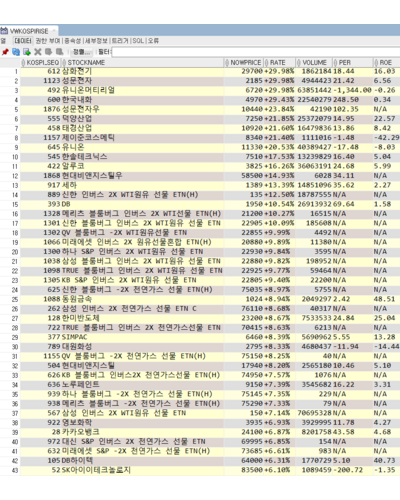 VWKOSPIRISE
열 데이터 권한 부여 종속성 세부정보 트리거 SQL 오류
정렬... 필터:
KOSPI_SEQ STOCKNAME NOWPRICE RATE VOLUME PER ROE
1 612 삼화전기 29700 +29.98% 1862184 18.44 16.03
2 1123 성문전자 2185 +29.98% 4944423 21.42 6.56
3 492 유니온머티리얼 6720 +29.98% 63851442 -1,344.00 -0.26
4 600 한국내화 4970 +29.43% 22540279 248.50 0.34
5 1876 성문전자우 10440 +23.84% 42190 102.35 N/A
6 555 덕양산업 7250 +21.85% 25372079 14.95 22.57
7 458 태경산업 10920 +21.60% 16479836 13.86 8.42
8 1157 제이준코스메틱 8340 +21.40% 1111016 -1.48 -42.29
9 645 유니온 11330 +20.53% 40389427 -17.48 -8.03
10 545 한솔테크닉스 7510 +17.53% 13239829 16.40 5.04
11 422 알루코 3825 +16.26% 36063191 24.68 5.99
12 1868 현대비앤지스틸우 58500 +14.93% 6028 34.11 N/A
13 917 세하 1389 +13.39% 14851096 35.62 2.27
14 889 신한 인버스 2X WTI원유 선물 ETN(H) 135 +12.50% 18787555 N/A N/A
15 393 DB 1950 +10.54% 26913932 69.64 1.58
16 1328 메리츠 블룸버그 인버스 2X WTI선물 ETN(H) 21200 +10.27% 16515 N/A N/A
17 1301 신한 블룸버그 인버스 2X WTI원유 선물 ETN 22905 +10.09% 185608 N/A N/A
18 1302 QV 블룸버그 인버스 2X WTI원유 선물 ETN 22855 +9.99% 4492 N/A N/A
19 1066 미래에셋 인버스 2X 원유선물혼합 ETN(H) 20880 +9.89% 11380 N/A N/A
20 1300 하나 S&P 인버스 2X WTI원유 선물 ETN 22930 +9.84% 3595 N/A N/A
21 1038 삼성 블룸버그 인버스 2X WTI원유 선물 ETN 22880 +9.82% 198952 N/A N/A
22 1098 TRUE 블룸버그 인버스 2X WTI원유 선물 ETN 22925 +9.77% 59464 N/A N/A
23 1305 KB S&P 인버스 2X WTI원유 선물 ETN 22805 +9.40% 22200 N/A N/A
24 625 신한 블룸버그 -2X 천연가스 선물 ETN(H) 75035 +8.97% 5755 N/A N/A
25 1088 동원금속 1024 +8.94% 2049297 2.42 48.51
26 262 삼성 인버스 2X 천연가스 선물 ETN C 76110 +8.68% 40317 N/A N/A
27 128 한미반도체 23200 +8.67% 7533533 24.84 25.04
28 722 TRUE 블룸버그 인버스 2X 천연가스선물 ETN 70415 +8.63% 6213 N/A N/A
29 377 SIMPAC 6460 +8.39% 5690962 5.55 13.28
30 789 대원화성 2795 +8.33% 4680437 -11.94 -14.44
31 1155 QV 블룸버그 -2X 천연가스 선물 ETN(H) 75150 +8.25% 40 N/A N/A
32 504 현대비앤지스틸 17940 +8.20% 2565180 10.46 5.10
33 626 KB 블룸버그 인버스2X 천연가스 선물 ETN(H) 74950 +7.57% 1076 N/A N/A
34 636 노루페인트 9150 +7.39% 3545682 16.22 3.31
35 939 하나 블룸버그 -2X 천연가스 선물 ETN(H) 75145 +7.35% 229 N/A N/A
36 938 메리츠 블룸버그 -2X 천연가스 선물 ETN(H) 75290 +7.33% 79 N/A N/A
37 567 삼성 인버스 2X WTI원유 선물 ETN 150 +7.14% 70695328 N/A N/A
38 922 영보화학 3935 +6.93% 39299955 11.78 4.27
39 28 카카오뱅크 24100 +6.87% 8201758 43.58 4.68
40 972 대신 S&P 인버스 2X 천연가스 선물 ETN 69995 +6.85% 154 N/A N/A
41 632 미래에셋 S&P -2X 천연가스 선물 ETN(H) 73685 +6.61% 983 N/A N/A
42 105 DB하이텍 64000 +6.31% 1770729 5.10 40.73
43 52 SK아이이테크놀로지 83500 +6.10% 1089459 -200.72 -1.35